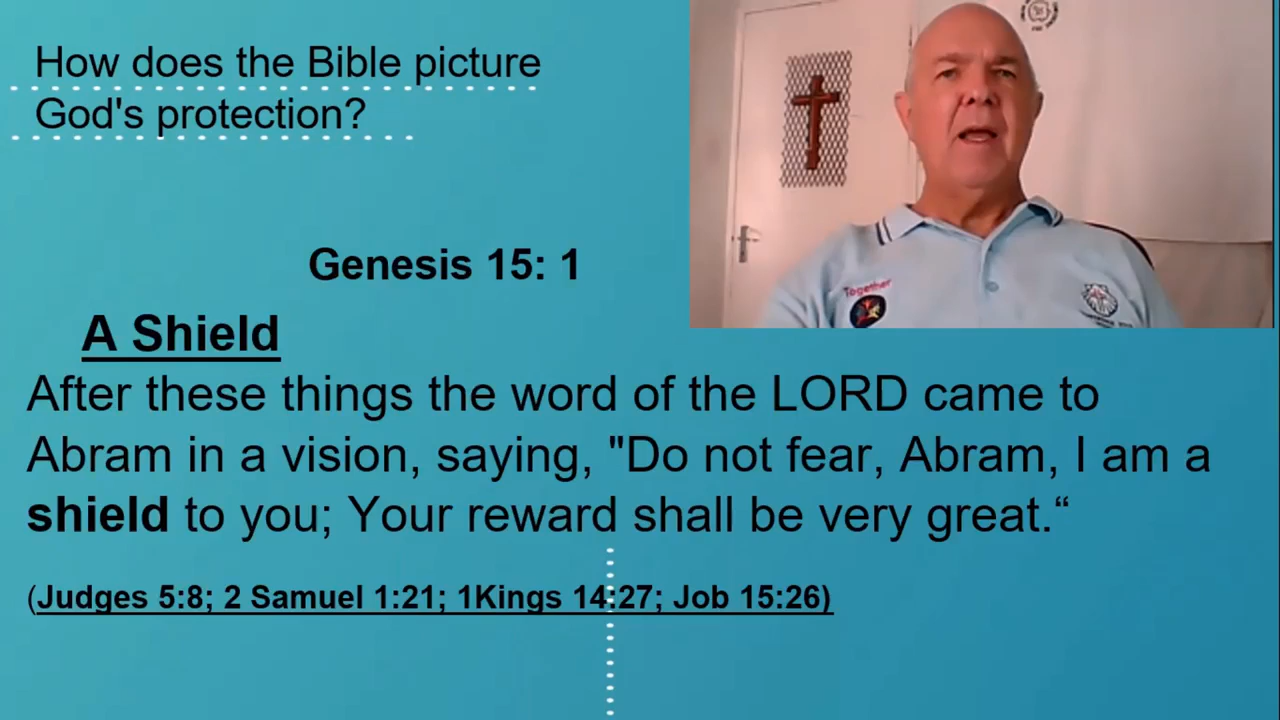 How does the Bible picture
God's protection?
Together
Genesis 15: 1
A Shield
After these things the word of the LORD came to
Abram in a vision, saying, "Do not fear, Abram, I am a
shield to you; Your reward shall be very great.“
(Judges 5:8; 2 Samuel 1:21; 1Kings 14:27; Job 15:26)